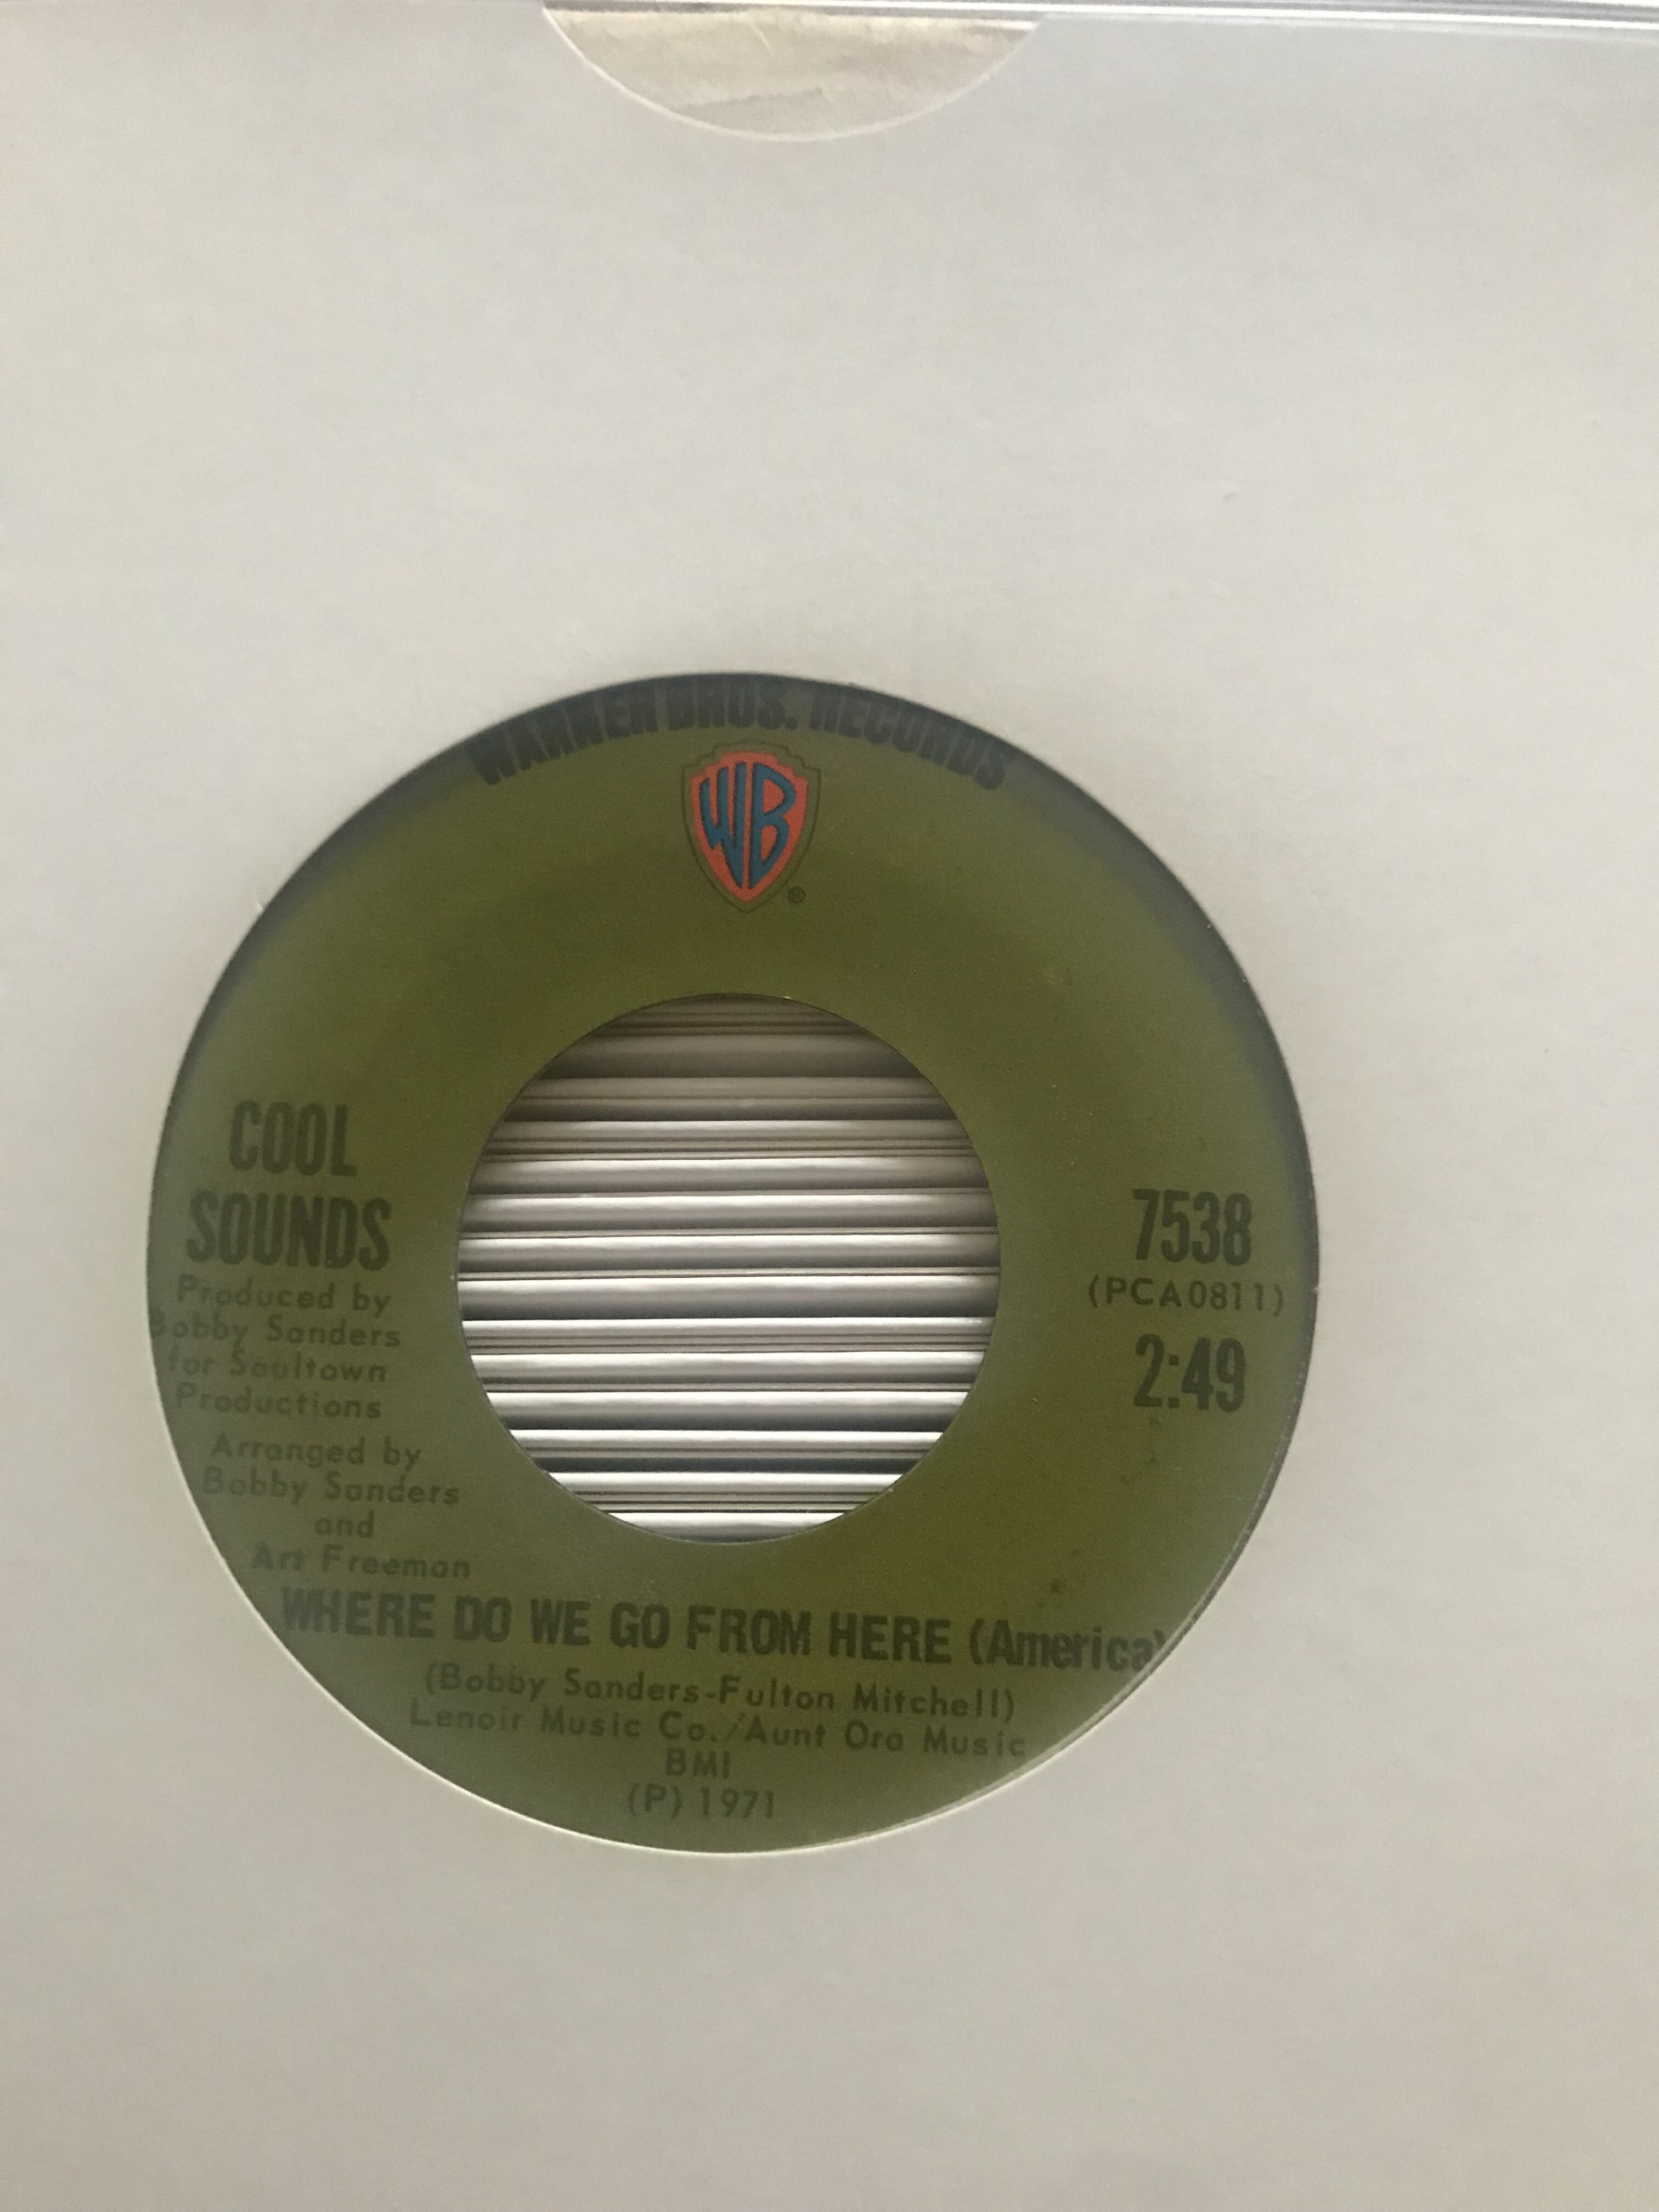 WARNER BROS. RECORDS
WB
®
COOL
SOUNDS
Produced by
Bobby Sanders
for Soultown
Productions
Arranged by
Bobby Sanders
and
Art Freeman
7538
(PCA0811)
2:49
WHERE DO WE GO FROM HERE (America)
(Bobby Sanders-Fulton Mitchell)
Lenoir Music Co./Aunt Ora Music
BMI
(P) 1971